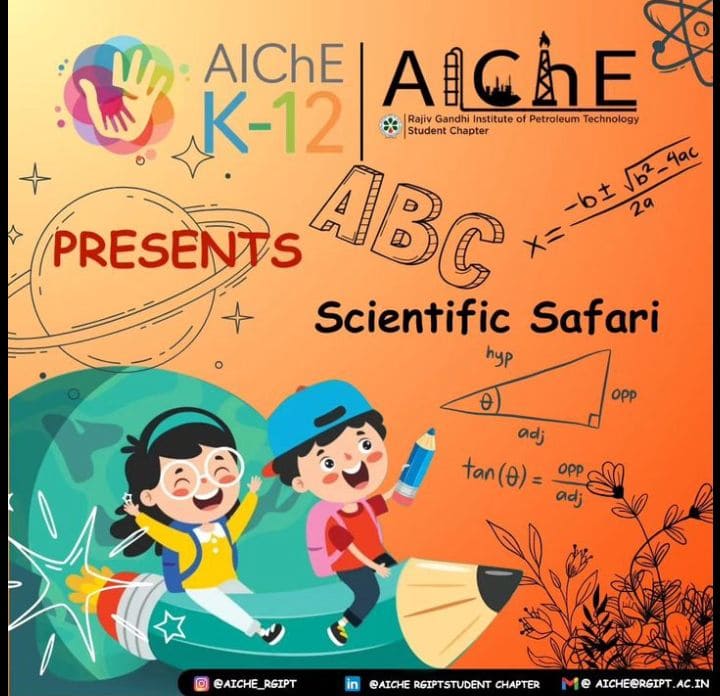 AIChE
K-12
AIChE
Rajiv Gandhi Institute of Petroleum Technology
Student Chapter
ABC
x = -b ± √b² - 4ac
2a
PRESENTS
Scientific Safari
hyp
θ
opp
adj
tan (θ) = opp
adj
@AICHE_RGIPT
in @AICHE RGIPTSTUDENT CHAPTER
@ AICHE@RGIPT.AC.IN